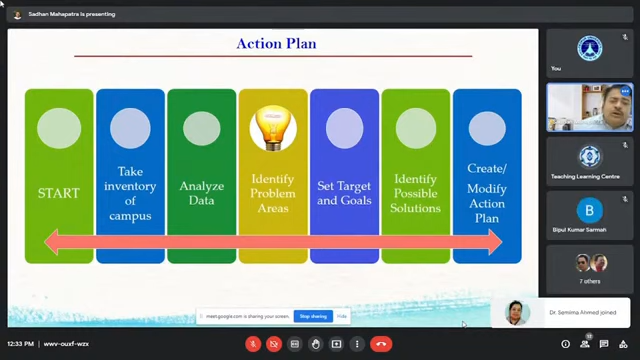 Sadhan Mahapatra is presenting
Action Plan
START
Take
inventory
of
campus
Analyze
Data
Identify
Problem
Areas
Set Target
and Goals
Identify
Possible
Solutions
Create/
Modify
Action
Plan
You
Teaching Learning Centre
B
Bipul Kumar Sarmah
7 others
Dr. Semima Ahmed joined
meet.google.com is sharing your screen.
Stop sharing
Hide
12:33 PM
wwv-ouxf-wzx